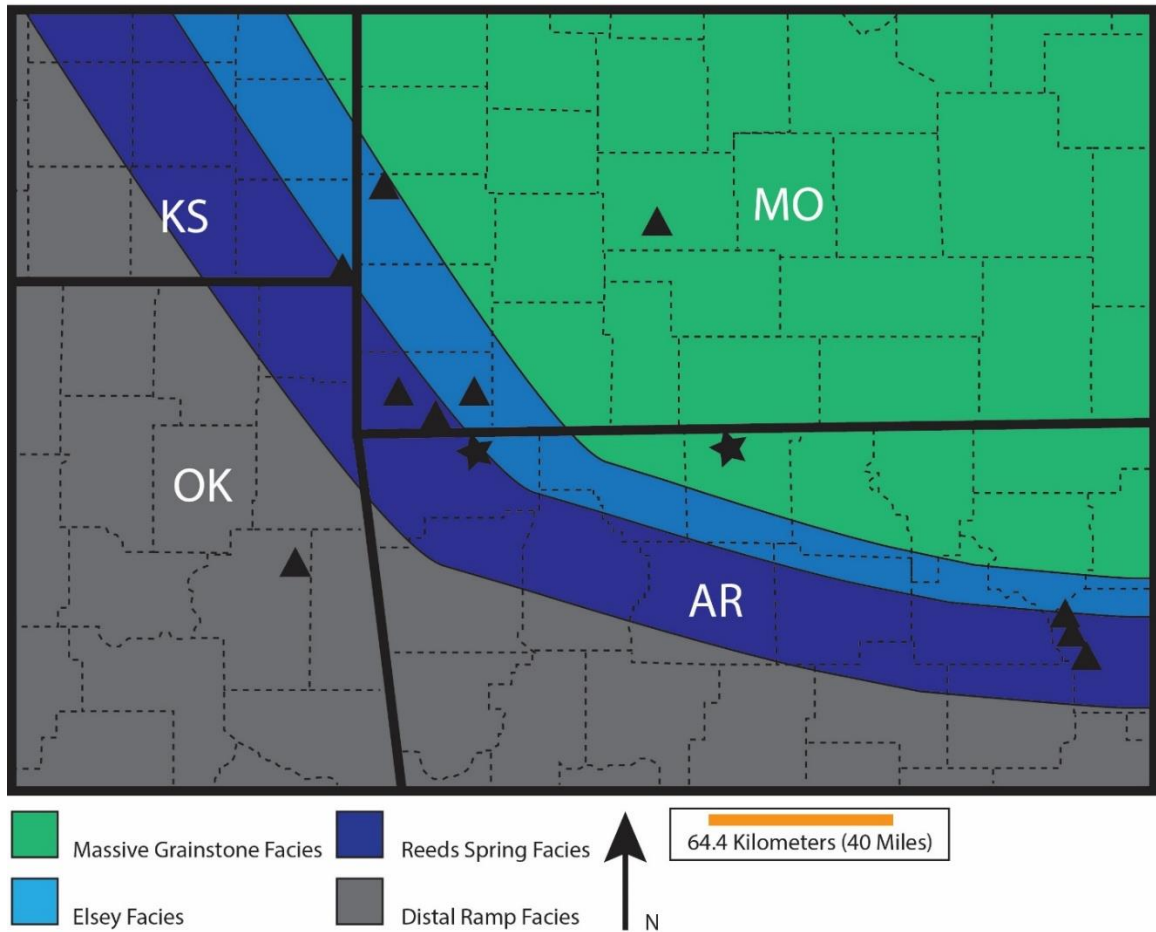 KS
MO
OK
AR
Massive Grainstone Facies
Reeds Spring Facies
64.4 Kilometers (40 Miles)
Elsey Facies
Distal Ramp Facies
N